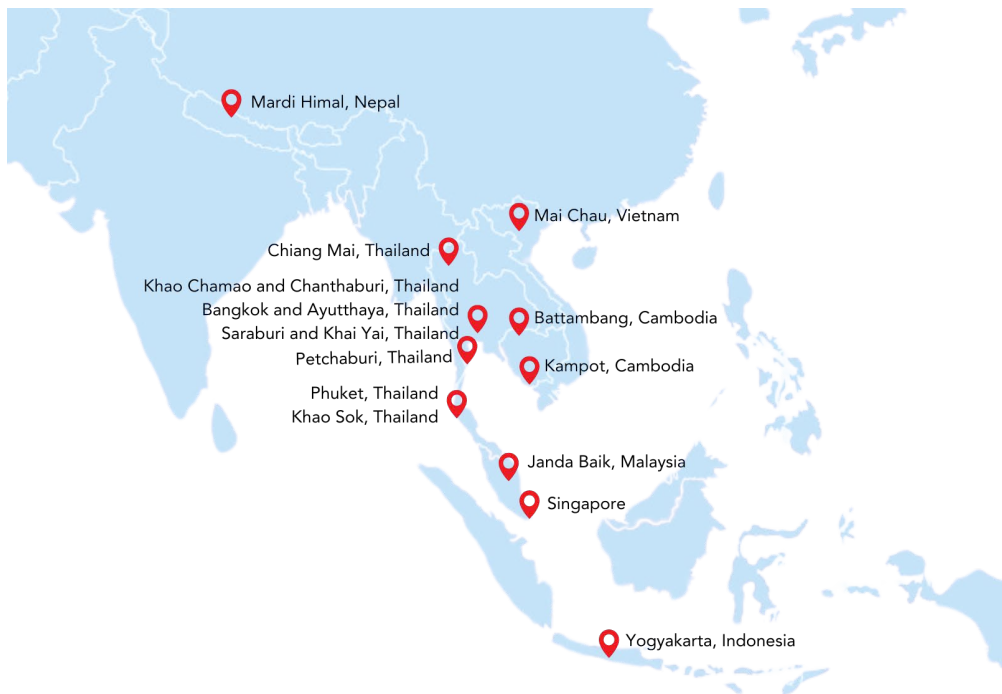 Mardi Himal, Nepal
Mai Chau, Vietnam
Chiang Mai, Thailand
Khao Chamao and Chanthaburi, Thailand
Bangkok and Ayutthaya, Thailand
Saraburi and Khai Yai, Thailand
Petchaburi, Thailand
Battambang, Cambodia
Kampot, Cambodia
Phuket, Thailand
Khao Sok, Thailand
Janda Baik, Malaysia
Singapore
Yogyakarta, Indonesia